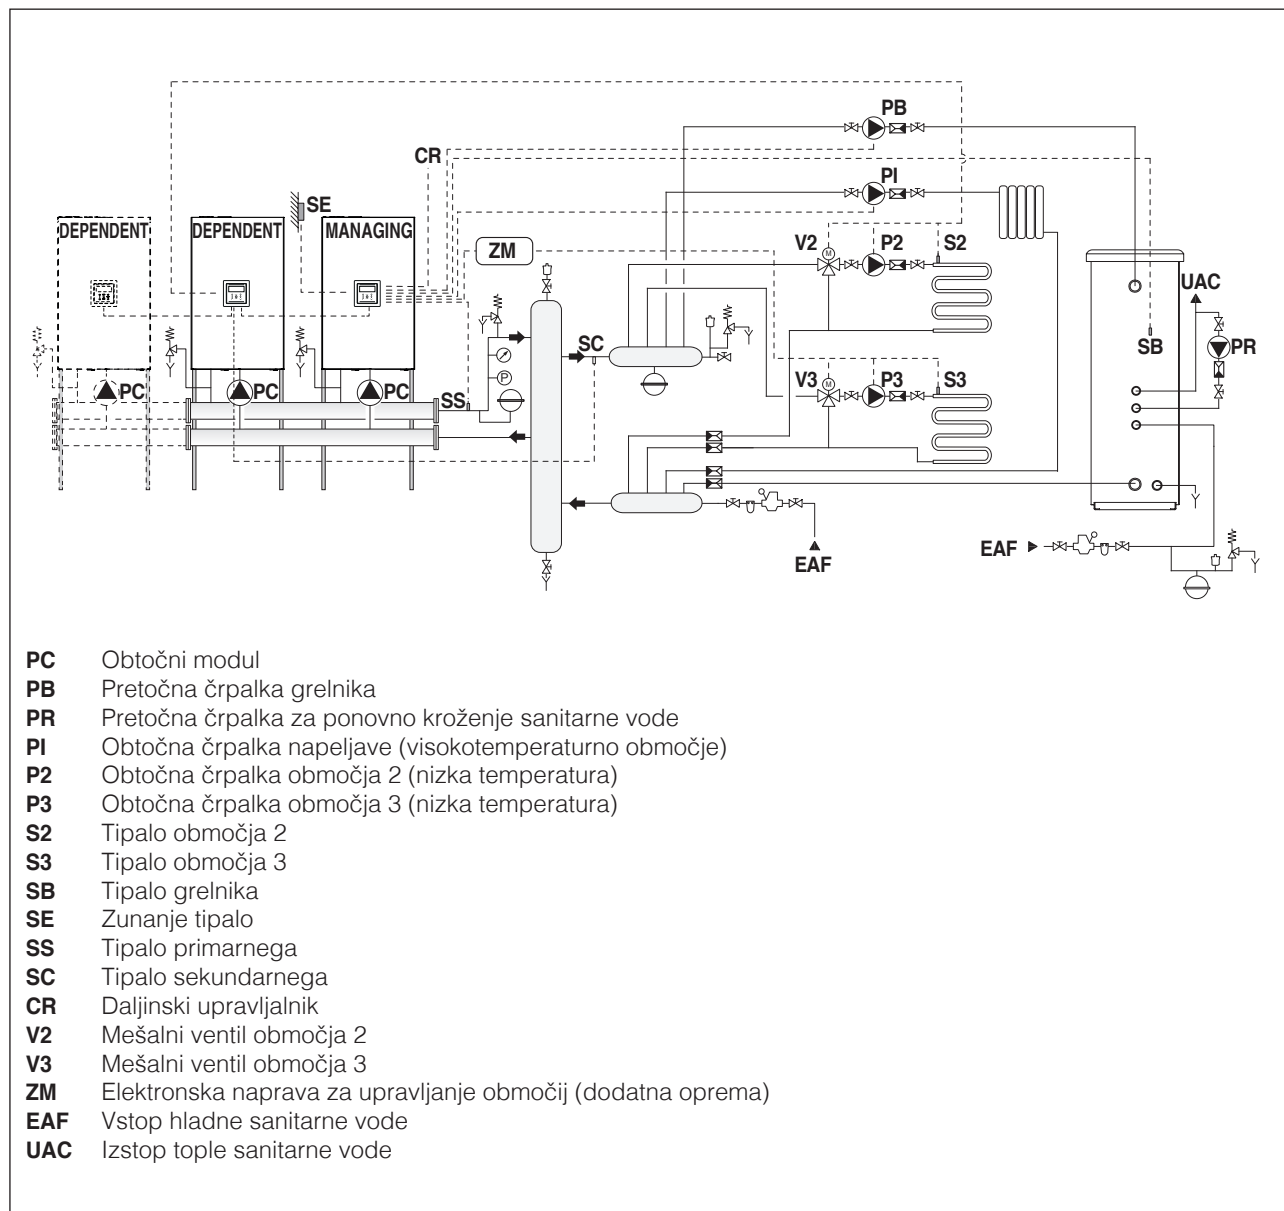 PB
CR
PI
SE
DEPENDENT DEPENDENT MANAGING
V2 P2 S2
ZM
M
UAC
SC
SB PR
P
V3 P3 S3
M
PC PC PC SS
EAF
EAF
PC Obtočni modul
PB Pretočna črpalka grelnika
PR Pretočna črpalka za ponovno kroženje sanitarne vode
PI Obtočna črpalka napeljave (visokotemperaturno območje)
P2 Obtočna črpalka območja 2 (nizka temperatura)
P3 Obtočna črpalka območja 3 (nizka temperatura)
S2 Tipalo območja 2
S3 Tipalo območja 3
SB Tipalo grelnika
SE Zunanje tipalo
SS Tipalo primarnega
SC Tipalo sekundarnega
CR Daljinski upravljalnik
V2 Mešalni ventil območja 2
V3 Mešalni ventil območja 3
ZM Elektronska naprava za upravljanje območij (dodatna oprema)
EAF Vstop hladne sanitarne vode
UAC Izstop tople sanitarne vode